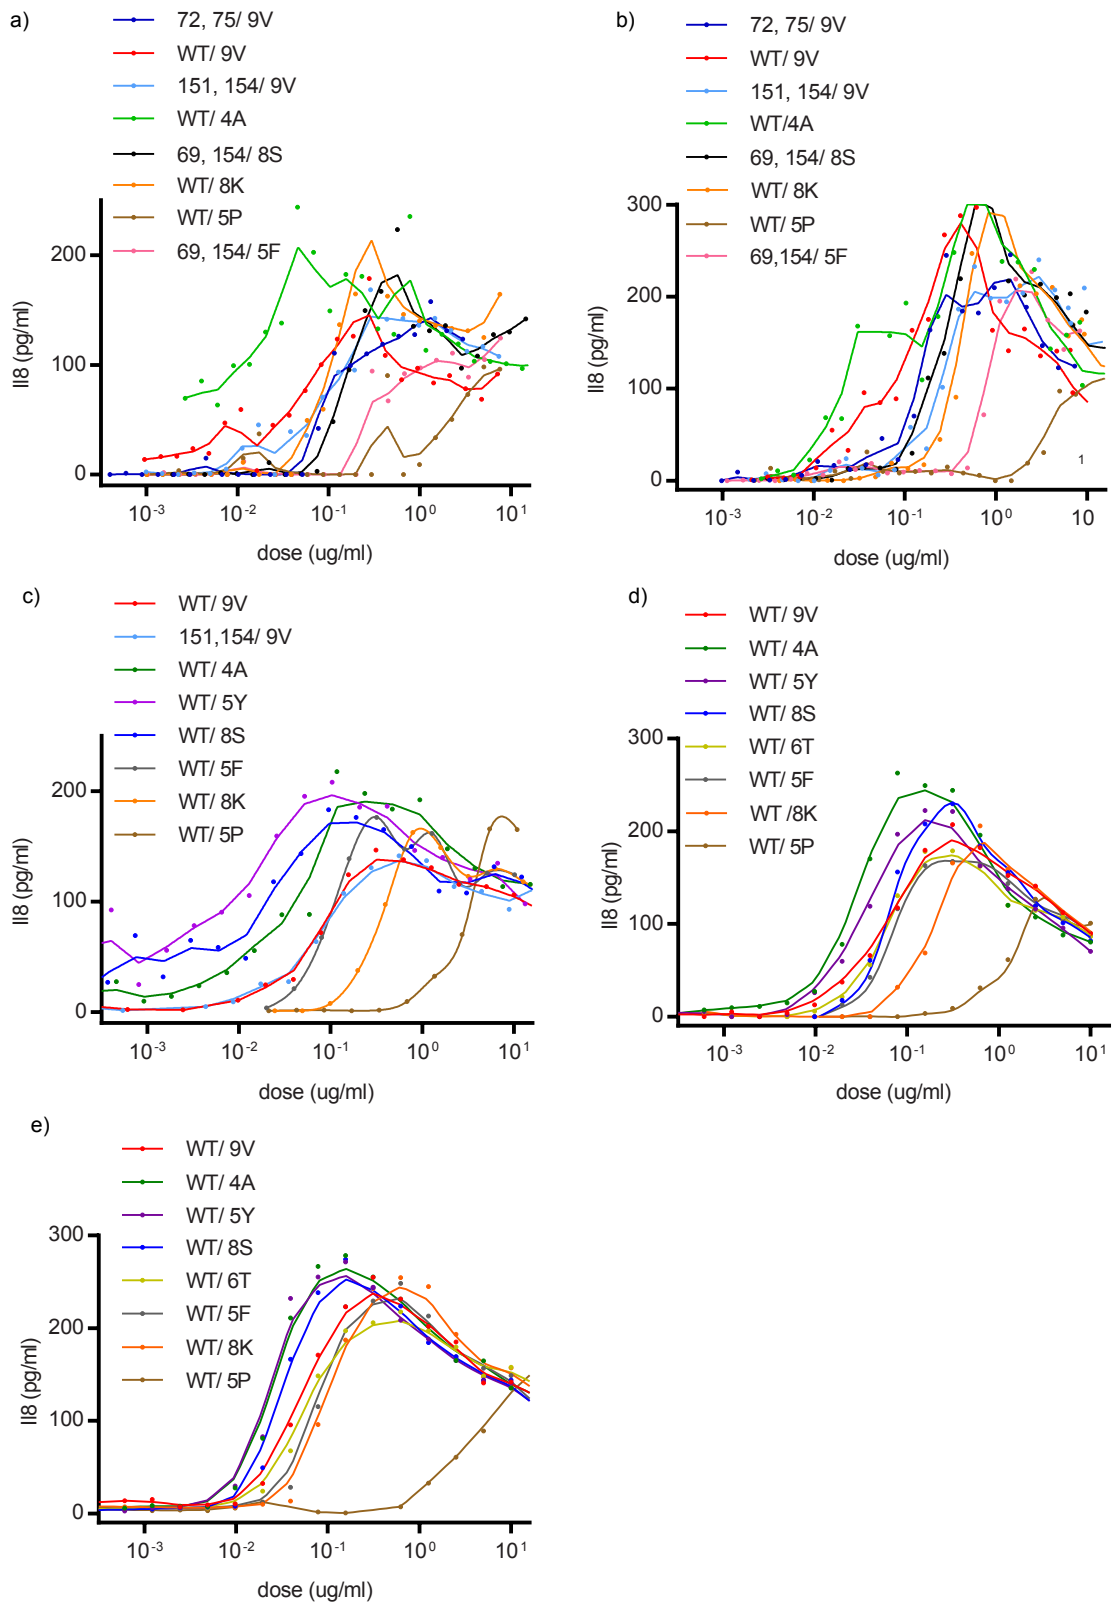 a)
72, 75/ 9V
WT/ 9V
151, 154/ 9V
WT/ 4A
69, 154/ 8S
WT/ 8K
WT/ 5P
69, 154/ 5F
200
100
0
Il8 (pg/ml)
10-3 10-2 10-1 100 101
dose (ug/ml)
b)
72, 75/ 9V
WT/ 9V
151, 154/ 9V
WT/4A
69, 154/ 8S
WT/ 8K
WT/ 5P
69,154/ 5F
300
200
100
0
Il8 (pg/ml)
1
10-3 10-2 10-1 100 10
dose (ug/ml)
c)
WT/ 9V
151,154/ 9V
WT/ 4A
WT/ 5Y
WT/ 8S
WT/ 5F
WT/ 8K
WT/ 5P
200
100
0
Il8 (pg/ml)
10-3 10-2 10-1 100 101
dose (ug/ml)
d)
WT/ 9V
WT/ 4A
WT/ 5Y
WT/ 8S
WT/ 6T
WT/ 5F
WT /8K
WT/ 5P
300
200
100
0
Il8 (pg/ml)
10-3 10-2 10-1 100 101
dose (ug/ml)
e)
WT/ 9V
WT/ 4A
WT/ 5Y
WT/ 8S
WT/ 6T
WT/ 5F
WT/ 8K
WT/ 5P
300
200
100
0
Il8 (pg/ml)
10-3 10-2 10-1 100 101
dose (ug/ml)